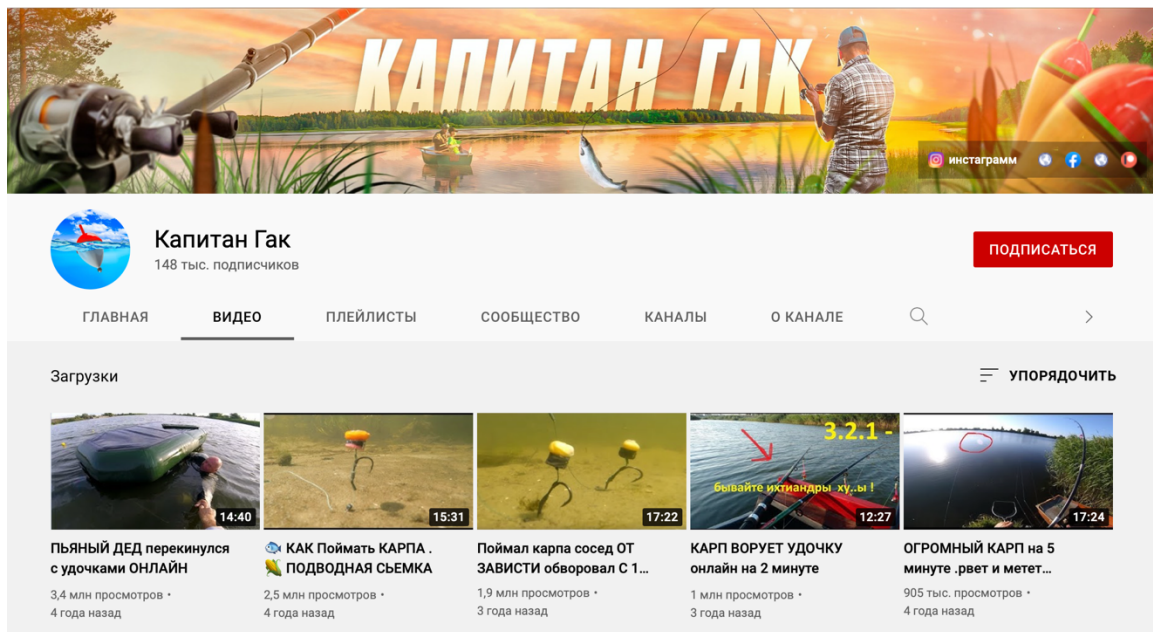 КАПИТАН ГАК
инстаграмм
Капитан Гак
148 тыс. подписчиков
ПОДПИСАТЬСЯ
ГЛАВНАЯ
ВИДЕО
ПЛЕЙЛИСТЫ
СООБЩЕСТВО
КАНАЛЫ
О КАНАЛЕ
Загрузки
УПОРЯДОЧИТЬ
14:40
15:31
17:22
3.2.1 -
бывайте ихтиандры ху..ы !
12:27
17:24
ПЬЯНЫЙ ДЕД перекинулся
с удочками ОНЛАЙН
3,4 млн просмотров •
4 года назад
🐟 КАК Поймать КАРПА .
🌽 ПОДВОДНАЯ СЬЕМКА
2,5 млн просмотров •
4 года назад
Поймал карпа сосед ОТ
ЗАВИСТИ обворовал С 1...
1,9 млн просмотров •
3 года назад
КАРП ВОРУЕТ УДОЧКУ
онлайн на 2 минуте
1 млн просмотров •
3 года назад
ОГРОМНЫЙ КАРП на 5
минуте .рвет и метет...
905 тыс. просмотров •
4 года назад